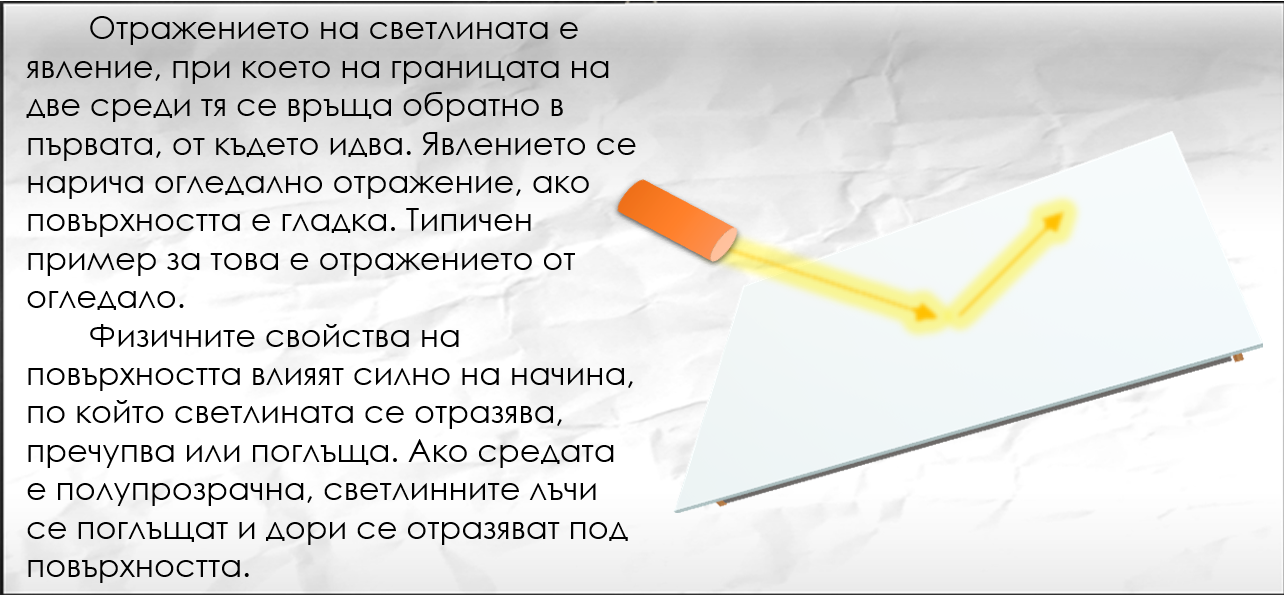 Отражението на светлината е
явление, при което на границата на
две среди тя се връща обратно в
първата, от където идва. Явлението се
нарича огледално отражение, ако
повърхността е гладка. Типичен
пример за това е отражението от
огледало.
Физичните свойства на
повърхността влияят силно на начина,
по който светлината се отразява,
пречупва или поглъща. Ако средата
е полупрозрачна, светлинните лъчи
се поглъщат и дори се отразяват под
повърхността.